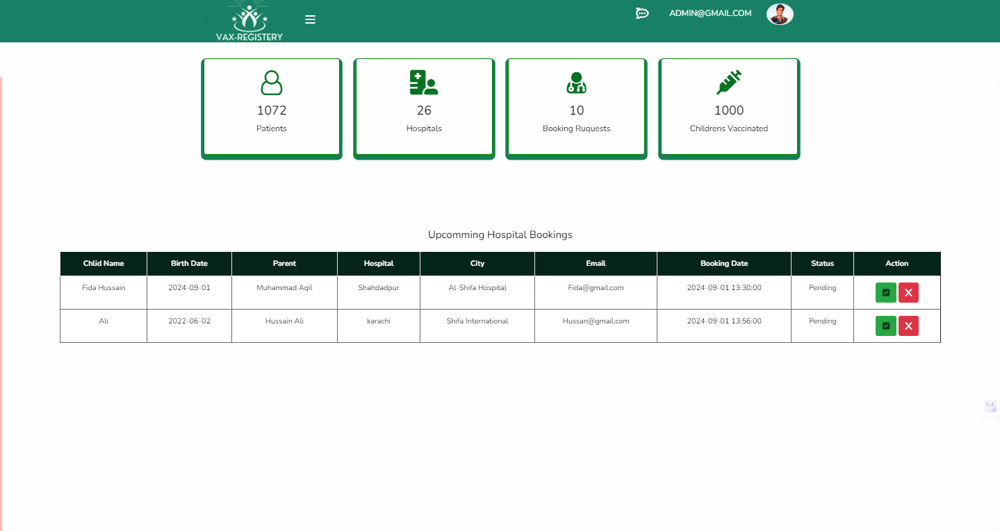 VAX-REGISTERY
ADMIN@GMAIL.COM
1072
Patients
26
Hospitals
10
Booking Ruquests
1000
Childrens Vaccinated
Upcomming Hospital Bookings
Chlid Name Birth Date Parent Hospital City Email Booking Date Status Action
Fida Hussain 2024-09-01 Muhammad Aqil Shahdadpur Al-Shifa Hospital Fida@gmail.com 2024-09-01 13:30:00 Pending
Ali 2022-06-02 Hussain Ali karachi Shifa International Hussan@gmail.com 2024-09-01 13:56:00 Pending